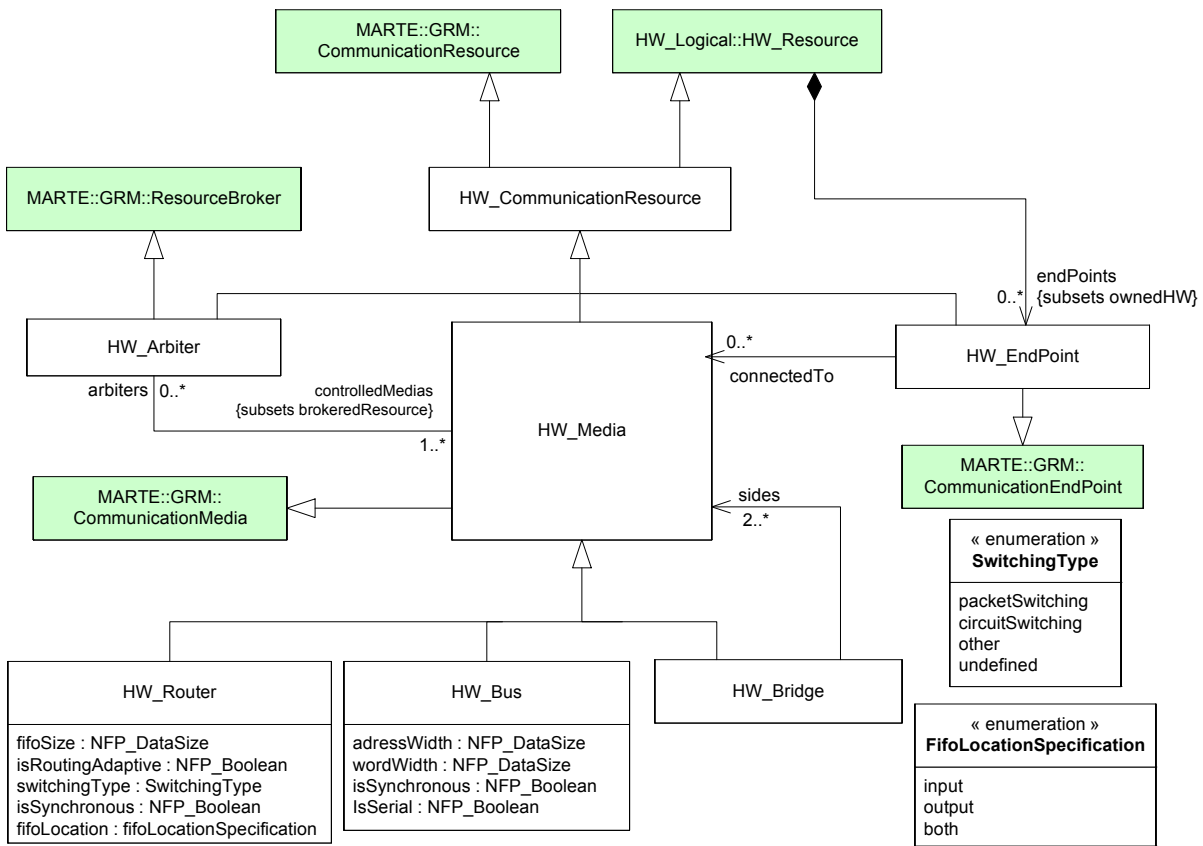 MARTE::GRM::
CommunicationResource
HW_Logical::HW_Resource
MARTE::GRM::ResourceBroker
HW_CommunicationResource
endPoints
0..* {subsets ownedHW}
HW_Arbiter
HW_EndPoint
0..*
connectedTo
arbiters 0..*
controlledMedias
{subsets brokeredResource}
1..*
HW_Media
MARTE::GRM::
CommunicationEndPoint
MARTE::GRM::
CommunicationMedia
sides
2..*
« enumeration »
SwitchingType
packetSwitching
circuitSwitching
other
undefined
HW_Router
fifoSize : NFP_DataSize
isRoutingAdaptive : NFP_Boolean
switchingType : SwitchingType
isSynchronous : NFP_Boolean
fifoLocation : fifoLocationSpecification
HW_Bus
adressWidth : NFP_DataSize
wordWidth : NFP_DataSize
isSynchronous : NFP_Boolean
IsSerial : NFP_Boolean
HW_Bridge
« enumeration »
FifoLocationSpecification
input
output
both